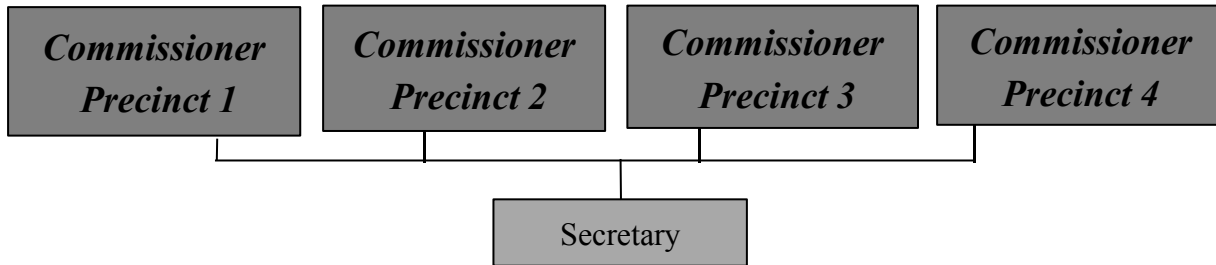 Commissioner
Precinct 1
Commissioner
Precinct 2
Commissioner
Precinct 3
Commissioner
Precinct 4
Secretary